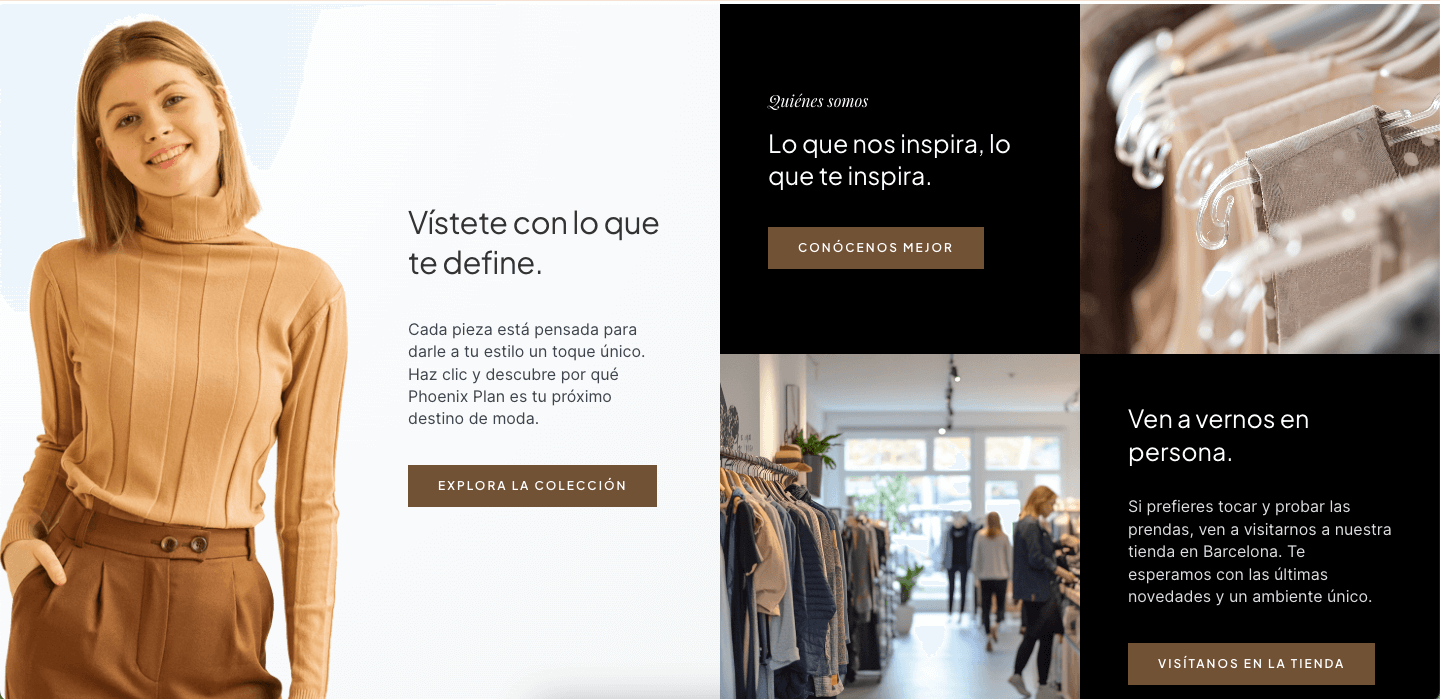 Vístete con lo que
te define.
Cada pieza está pensada para
darle a tu estilo un toque único.
Haz clic y descubre por qué
Phoenix Plan es tu próximo
destino de moda.
EXPLORA LA COLECCIÓN
Quiénes somos
Lo que nos inspira, lo
que te inspira.
CONÓCENOS MEJOR
Ven a vernos en
persona.
Si prefieres tocar y probar las
prendas, ven a visitarnos a nuestra
tienda en Barcelona. Te
esperamos con las últimas
novedades y un ambiente único.
VISÍTANOS EN LA TIENDA